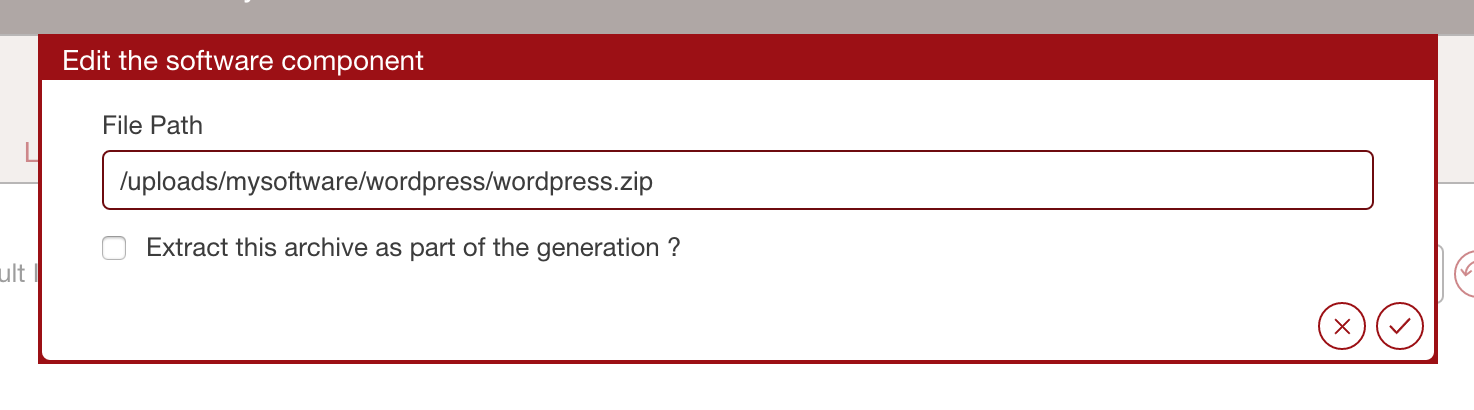 Edit the software component
File Path
/uploads/mysoftware/wordpress/wordpress.zip
Extract this archive as part of the generation ?
ult